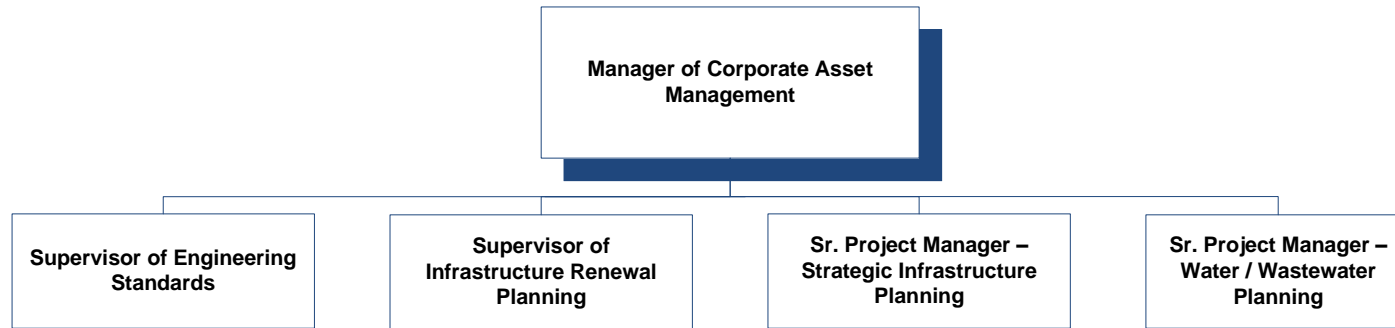 Manager of Corporate Asset
Management
Supervisor of Engineering
Standards
Supervisor of
Infrastructure Renewal
Planning
Sr. Project Manager –
Strategic Infrastructure
Planning
Sr. Project Manager –
Water / Wastewater
Planning